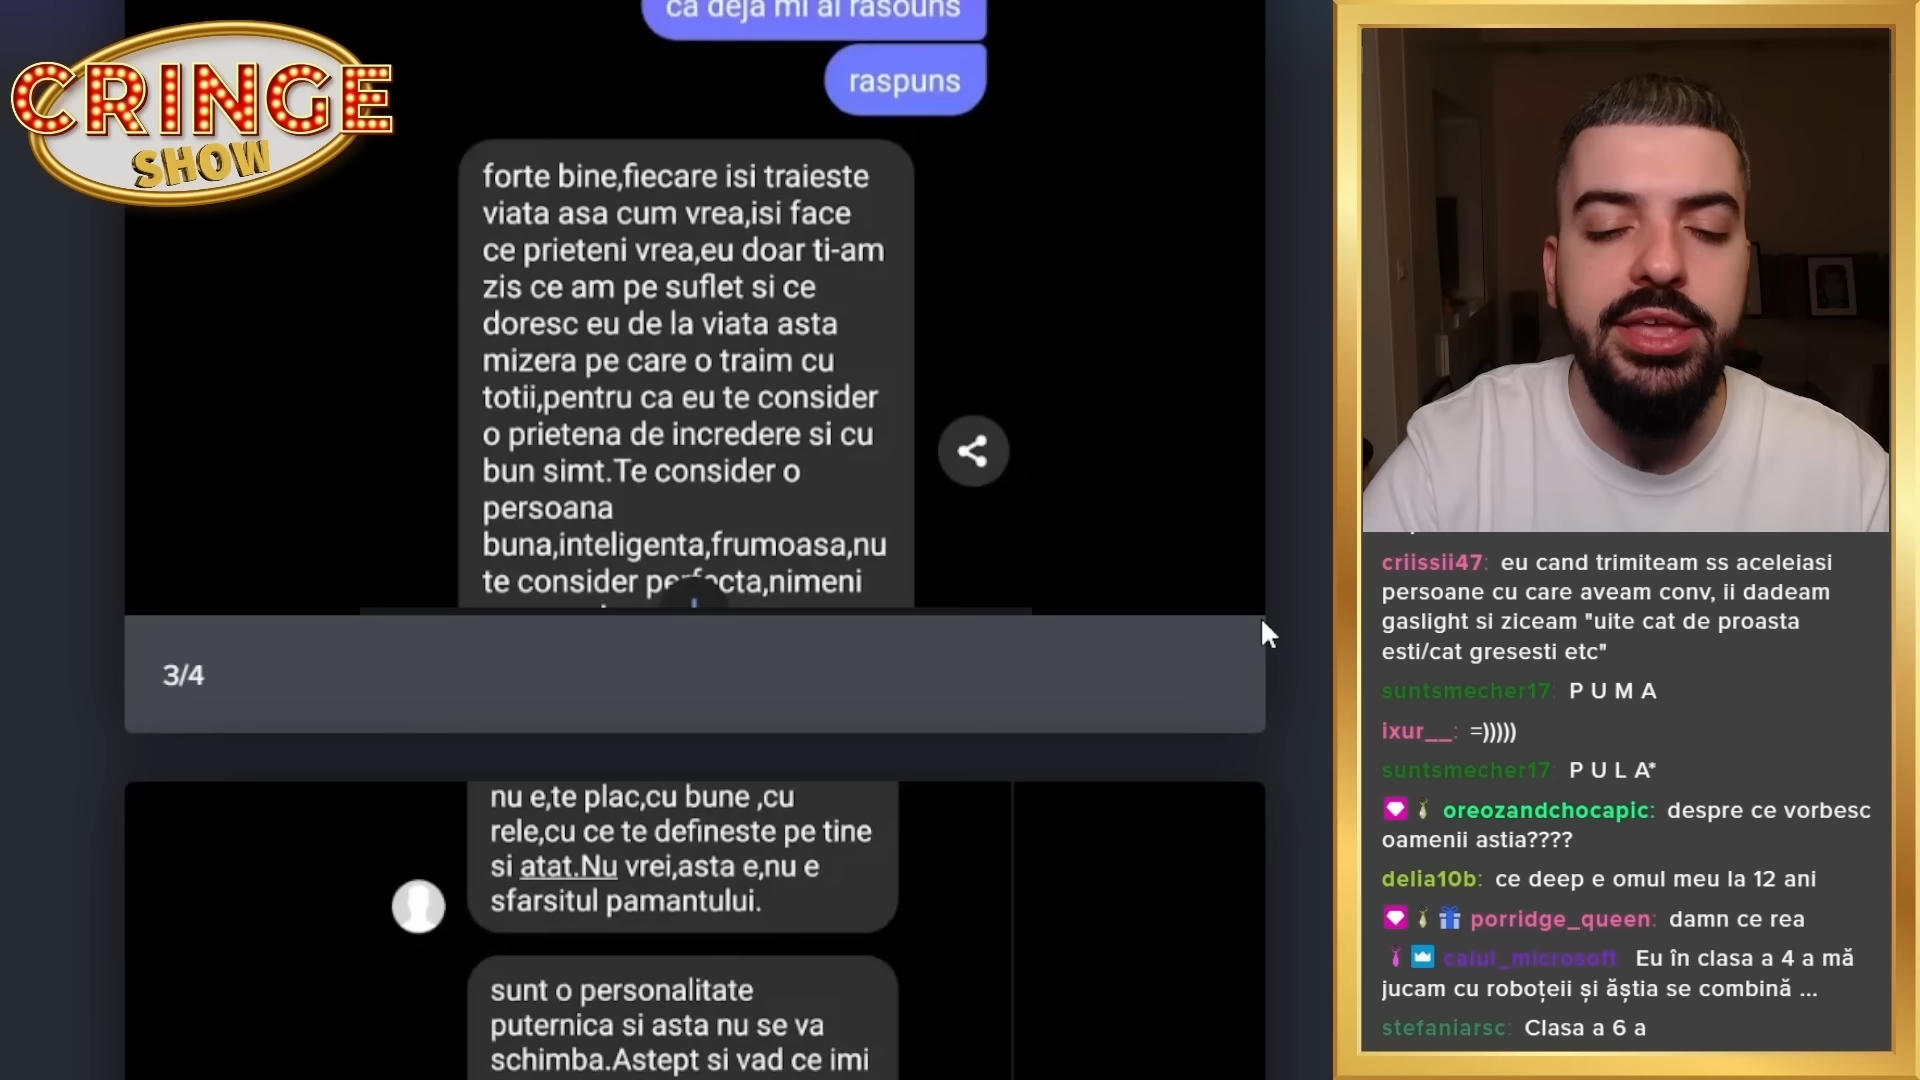 CRINGE
SHOW
ca deja mi ai rasouns
raspuns
forte bine,fiecare isi traieste
viata asa cum vrea,isi face
ce prieteni vrea,eu doar ti-am
zis ce am pe suflet si ce
doresc eu de la viata asta
mizera pe care o traim cu
totii,pentru ca eu te consider
o prietena de incredere si cu
bun simt.Te consider o
persoana
buna,inteligenta,frumoasa,nu
te consider perfecta,nimeni
3/4
nu e,te plac,cu bune ,cu
rele,cu ce te defineste pe tine
si atat.Nu vrei,asta e,nu e
sfarsitul pamantului.
sunt o personalitate
puternica si asta nu se va
schimba.Astept si vad ce imi
criissii47: eu cand trimiteam ss aceleiasi
persoane cu care aveam conv, ii dadeam
gaslight si ziceam "uite cat de proasta
esti/cat gresesti etc"
suntsmecher17: P U M A
ixur__: =)))))
suntsmecher17: P U L A*
oreozandchocapic: despre ce vorbesc
oamenii astia????
delia10b: ce deep e omul meu la 12 ani
porridge_queen: damn ce rea
calul_microsoft: Eu în clasa a 4 a mă
jucam cu roboțeii și ăștia se combină ...
stefaniarsc: Clasa a 6 a